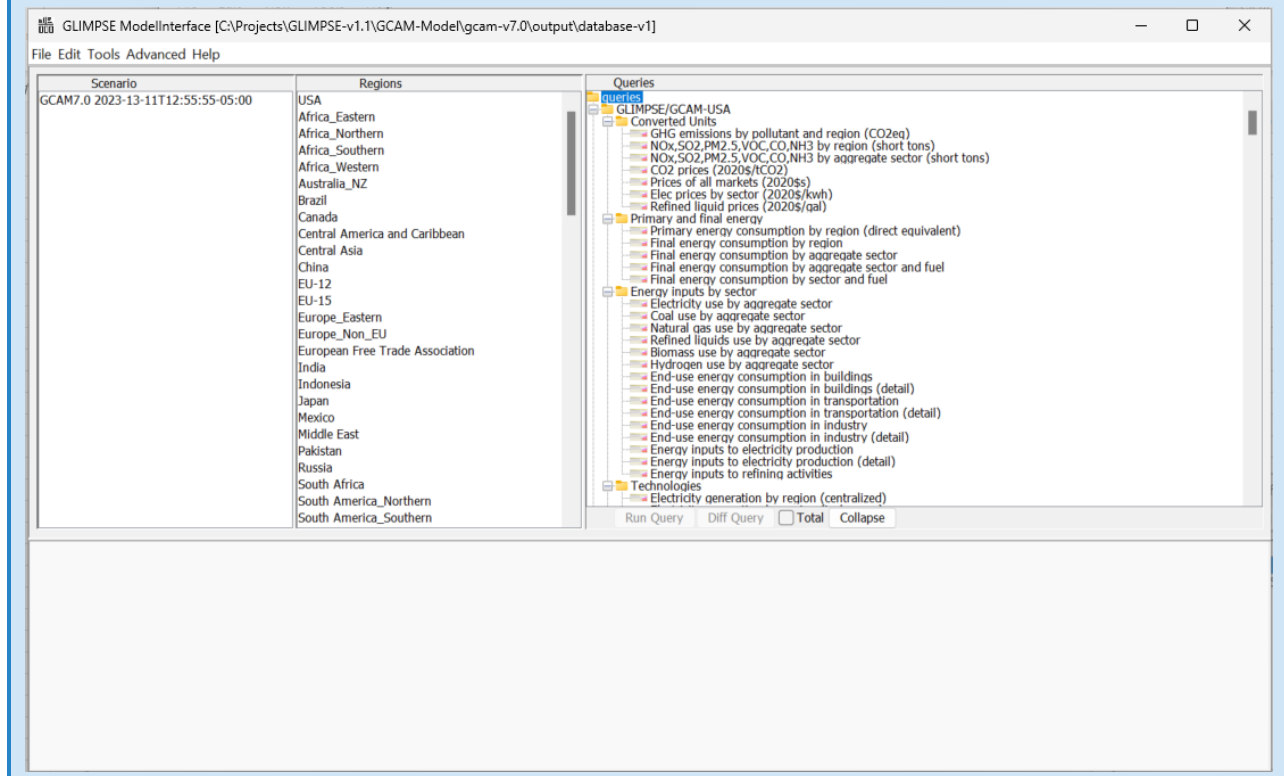 GLIMPSE ModelInterface [C:\Projects\GLIMPSE-v1.1\GCAM-Model\gcam-v7.0\output\database-v1]
File Edit Tools Advanced Help
Scenario
GCAM7.0 2023-13-11T12:55:55-05:00
Regions
USA
Africa_Eastern
Africa_Northern
Africa_Southern
Africa_Western
Australia_NZ
Brazil
Canada
Central America and Caribbean
Central Asia
China
EU-12
EU-15
Europe_Eastern
Europe_Non_EU
European Free Trade Association
India
Indonesia
Japan
Mexico
Middle East
Pakistan
Russia
South Africa
South America_Northern
South America_Southern
Queries
queries
GLIMPSE/GCAM-USA
Converted Units
GHG emissions by pollutant and region (CO2eq)
NOx,SO2,PM2.5,VOC,CO,NH3 by region (short tons)
NOx,SO2,PM2.5,VOC,CO,NH3 by aggregate sector (short tons)
CO2 prices (2020$/tCO2)
Prices of all markets (2020$s)
Elec prices by sector (2020$/kwh)
Refined liquid prices (2020$/gal)
Primary and final energy
Primary energy consumption by region (direct equivalent)
Final energy consumption by region
Final energy consumption by aggregate sector
Final energy consumption by aggregate sector and fuel
Final energy consumption by sector and fuel
Energy inputs by sector
Electricity use by aggregate sector
Coal use by aggregate sector
Natural gas use by aggregate sector
Refined liquids use by aggregate sector
Biomass use by aggregate sector
Hydrogen use by aggregate sector
End-use energy consumption in buildings
End-use energy consumption in buildings (detail)
End-use energy consumption in transportation
End-use energy consumption in transportation (detail)
End-use energy consumption in industry
End-use energy consumption in industry (detail)
Energy inputs to electricity production
Energy inputs to electricity production (detail)
Energy inputs to refining activities
Technologies
Electricity generation by region (centralized)
Run Query Diff Query Total Collapse